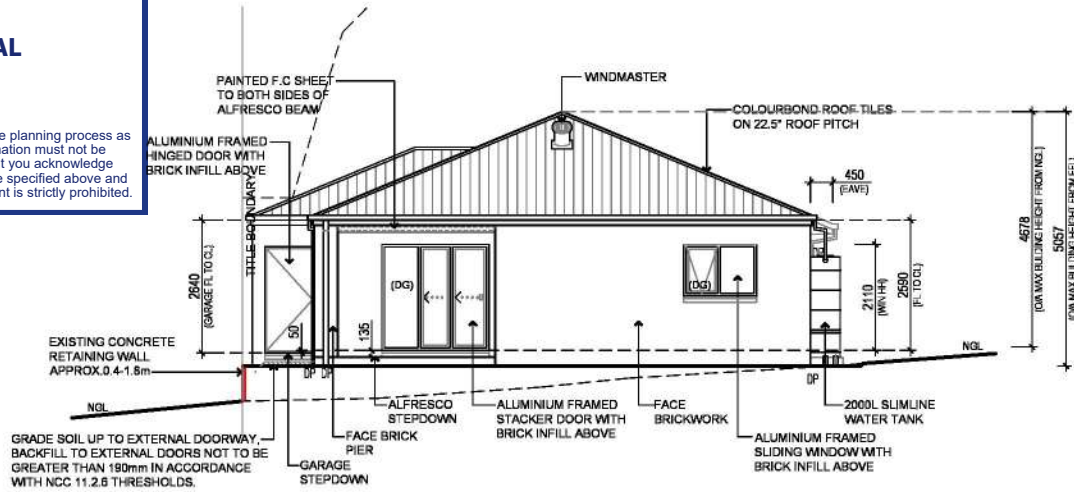 AL
e planning process as
nation must not be
t you acknowledge
e specified above and
nt is strictly prohibited.
PAINTED F.C SHEET
TO BOTH SIDES OF
ALFRESCO BEAM
WINDMASTER
COLOURBOND ROOF TILES
ON 22.5° ROOF PITCH
ALUMINIUM FRAMED
HINGED DOOR WITH
BRICK INFILL ABOVE
450
(EAVE)
TITLE BOUNDARY
2640
(GARAGE FL TO CL)
50
135
(DG)
(DG)
2110
(WIN HH)
2590
(FL TO CL)
4678
(O/A MAX BUILDING HEIGHT FROM NGL)
5057
(O/A MAX BUILDING HEIGHT FROM FFL)
EXISTING CONCRETE
RETAINING WALL
APPROX.0.4-1.8m
NGL
NGL
DP DP
DP
GRADE SOIL UP TO EXTERNAL DOORWAY,
BACKFILL TO EXTERNAL DOORS NOT TO BE
GREATER THAN 190mm IN ACCORDANCE
WITH NCC 11.2.6 THRESHOLDS.
GARAGE
STEPDOWN
FACE BRICK
PIER
ALFRESCO
STEPDOWN
ALUMINIUM FRAMED
STACKER DOOR WITH
BRICK INFILL ABOVE
FACE
BRICKWORK
ALUMINIUM FRAMED
SLIDING WINDOW WITH
BRICK INFILL ABOVE
2000L SLIMLINE
WATER TANK